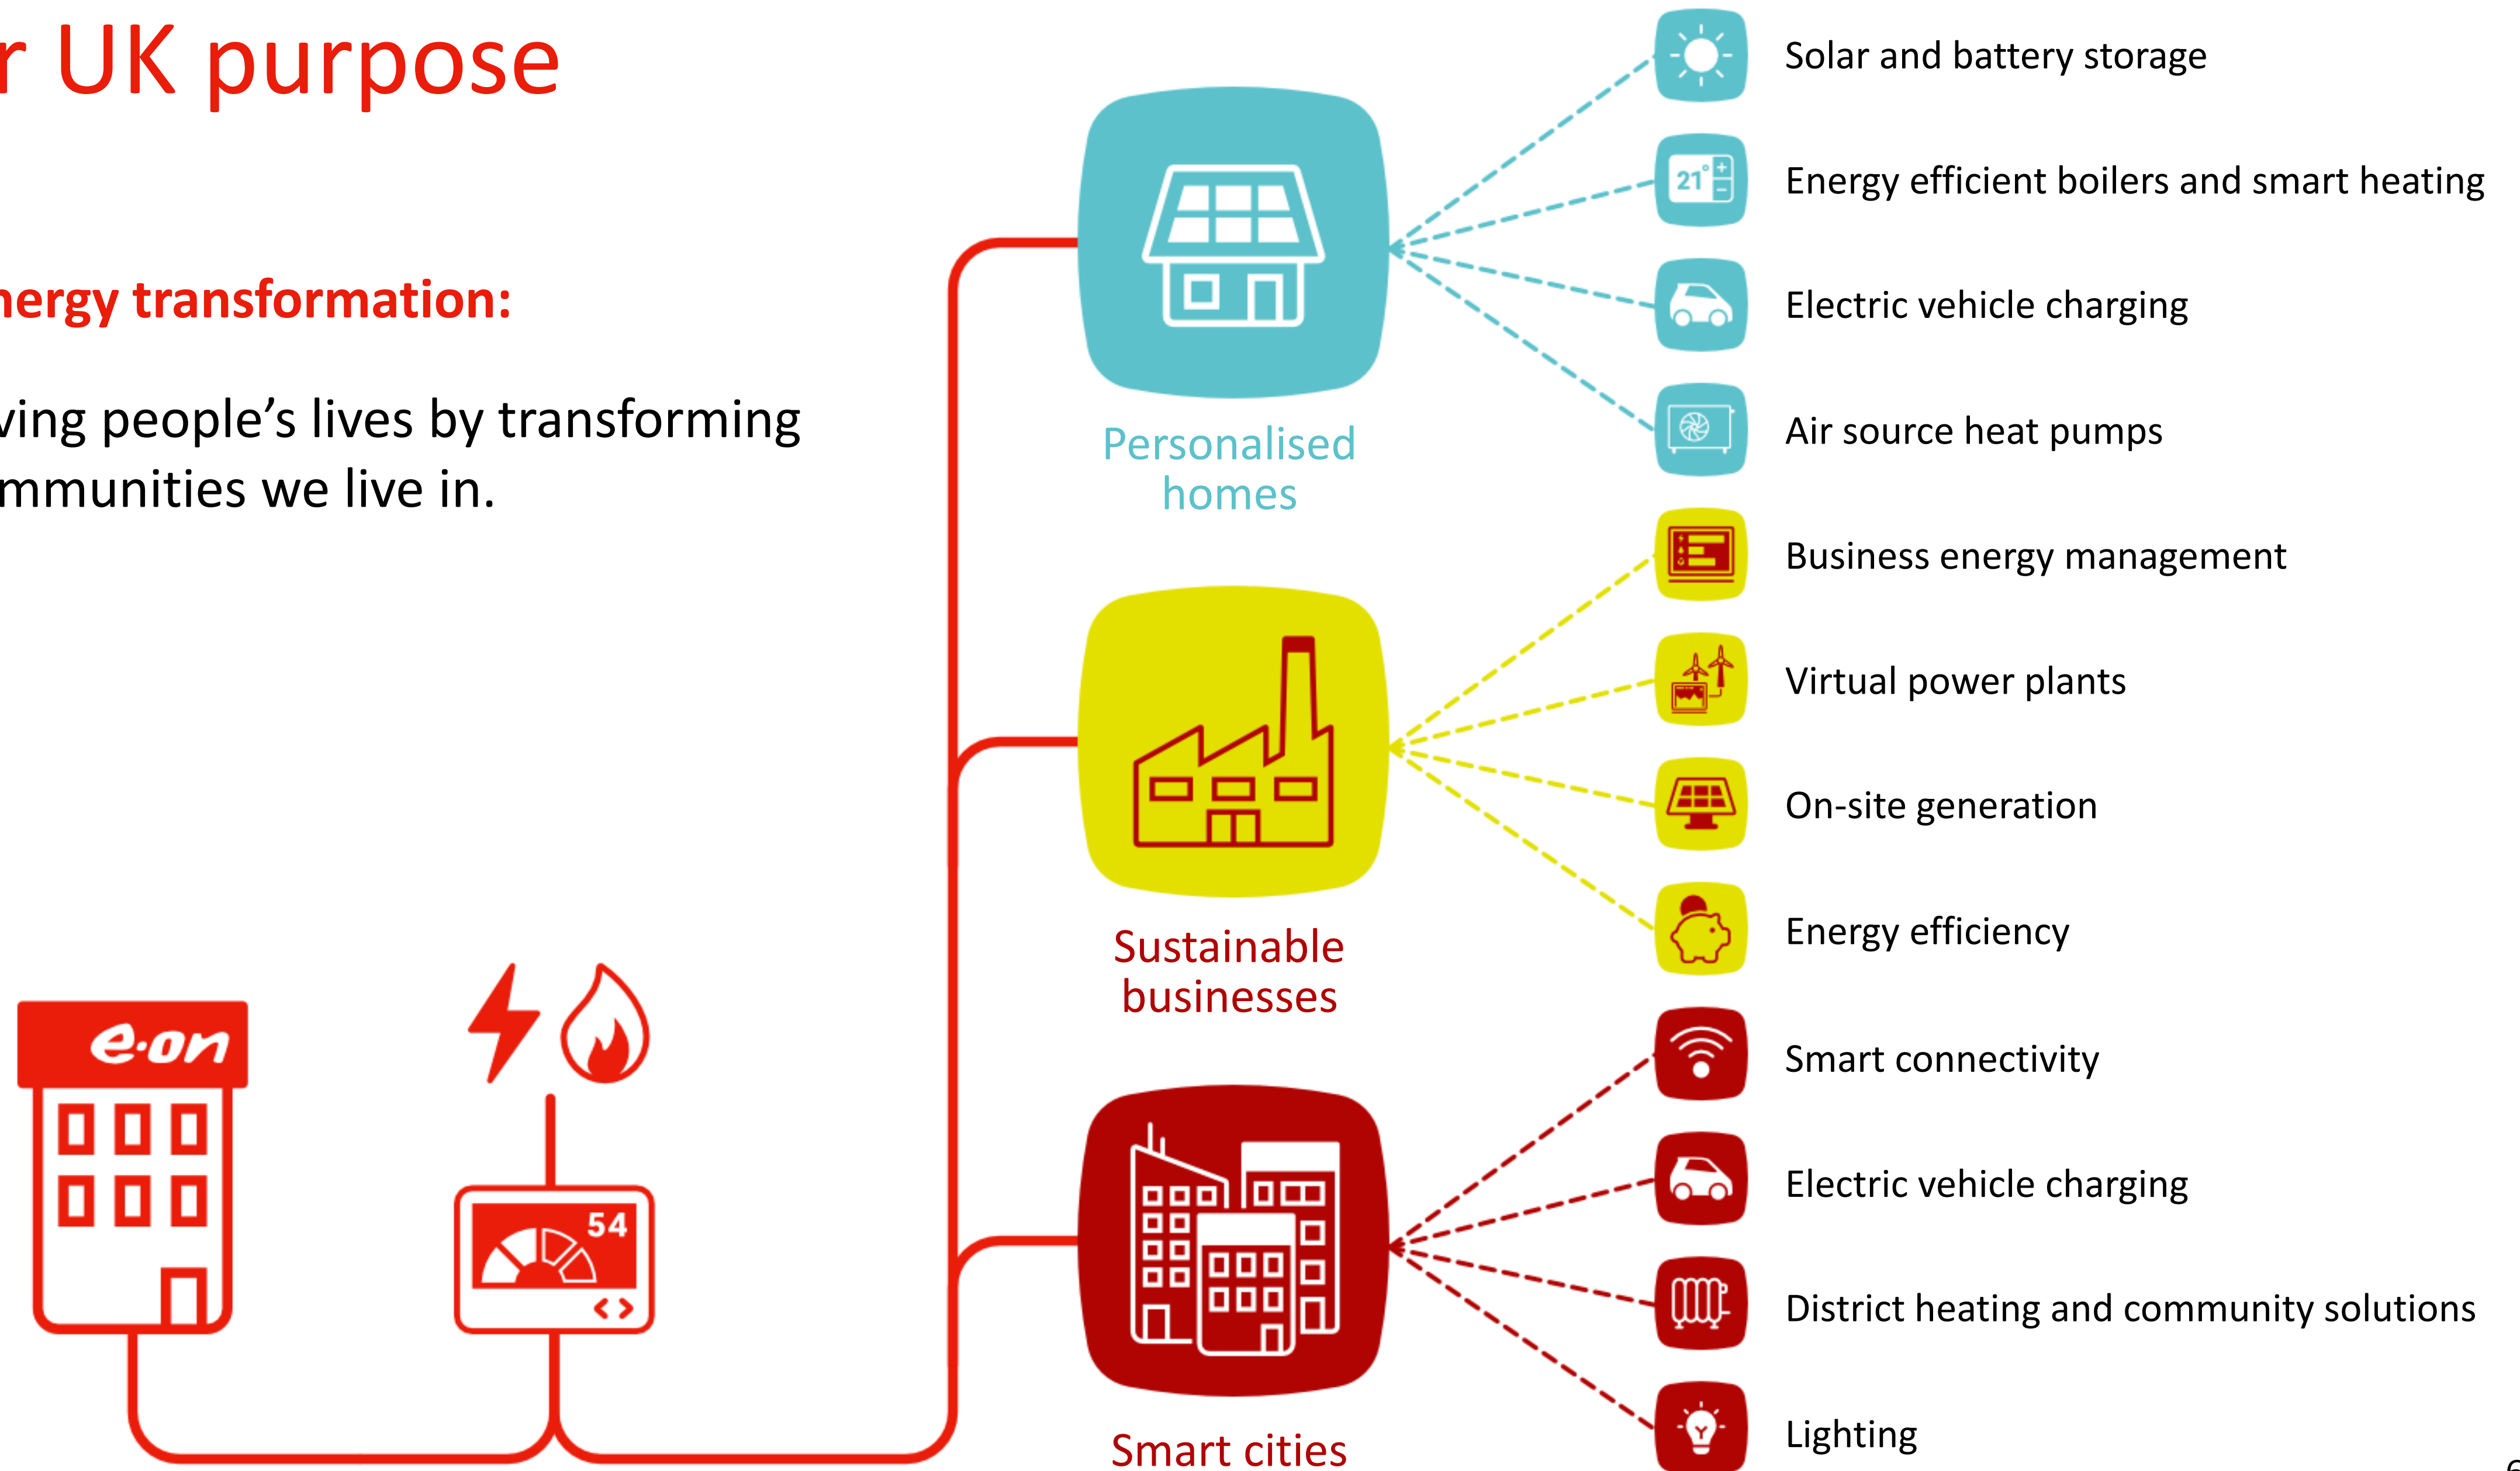 r UK purpose
nergy transformation:
ving people's lives by transforming
mmunities we live in.
e·on
54
Personalised
homes
Solar and battery storage
21°
Energy efficient boilers and smart heating
Electric vehicle charging
Air source heat pumps
Sustainable
businesses
Business energy management
Virtual power plants
On-site generation
Energy efficiency
Smart cities
Smart connectivity
Electric vehicle charging
District heating and community solutions
Lighting